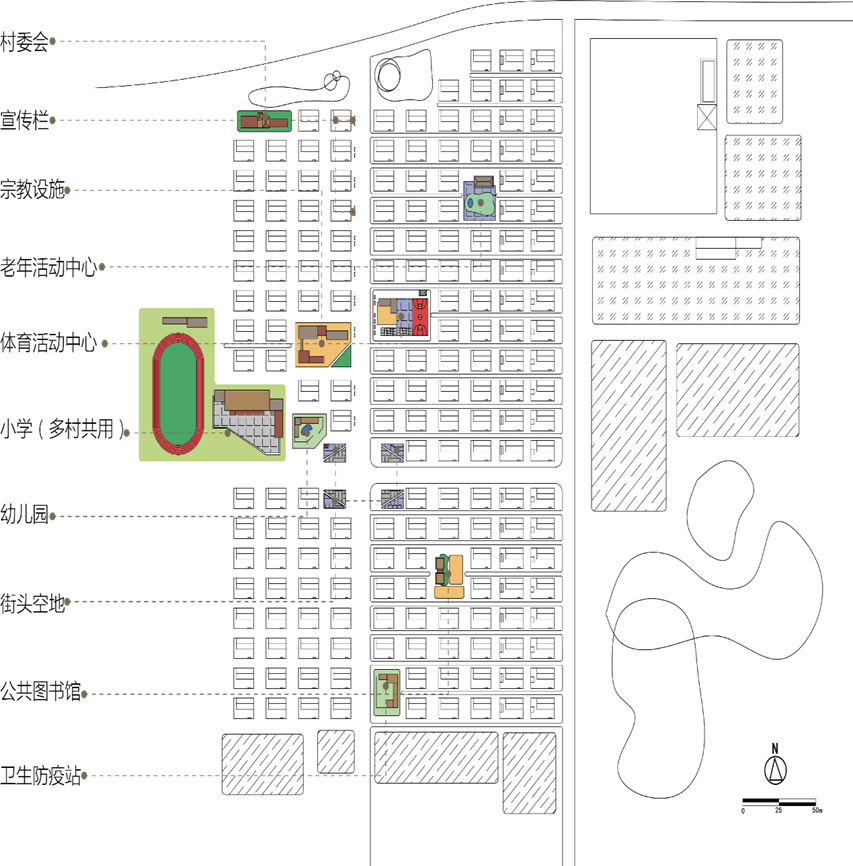 村委会
宣传栏
宗教设施
老年活动中心
体育活动中心
小学（多村共用）
幼儿园
街头空地
公共图书馆
卫生防疫站
N
0 25 50m